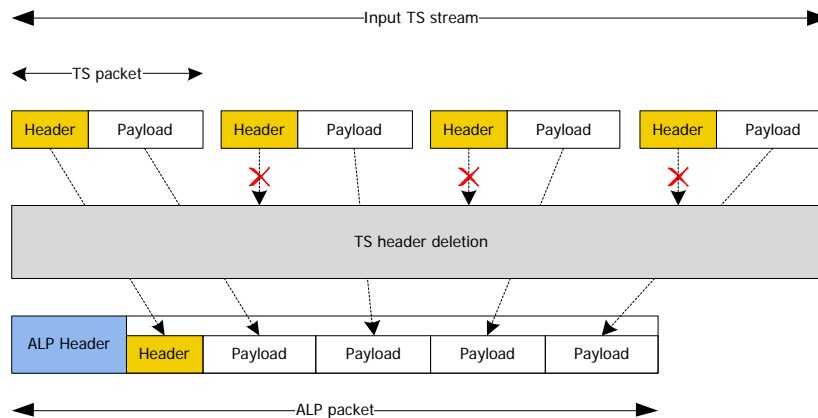 Input TS stream
TS packet
Header Payload Header Payload Header Payload Header Payload
TS header deletion
ALP Header Header Payload Payload Payload Payload
ALP packet